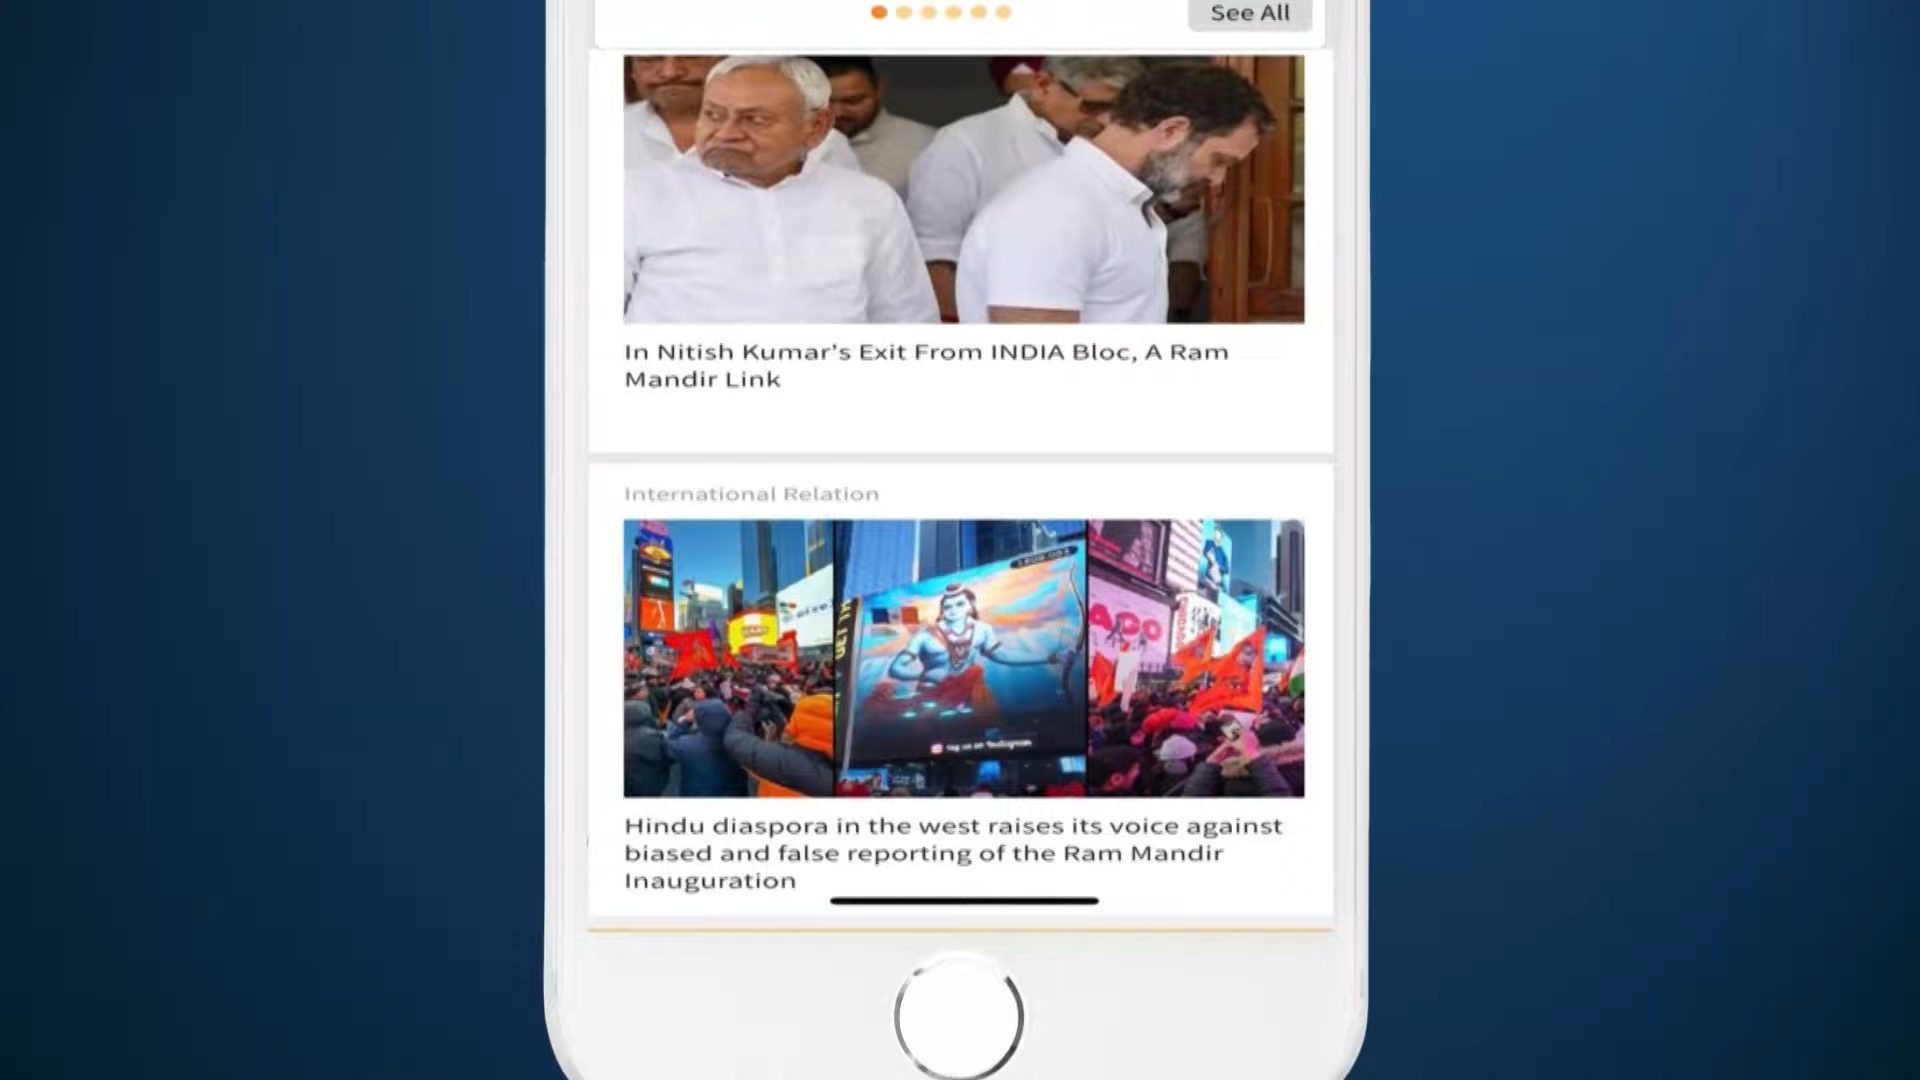 See All
In Nitish Kumar's Exit From INDIA Bloc, A Ram
Mandir Link
International Relation
Hindu diaspora in the west raises its voice against
biased and false reporting of the Ram Mandir
Inauguration